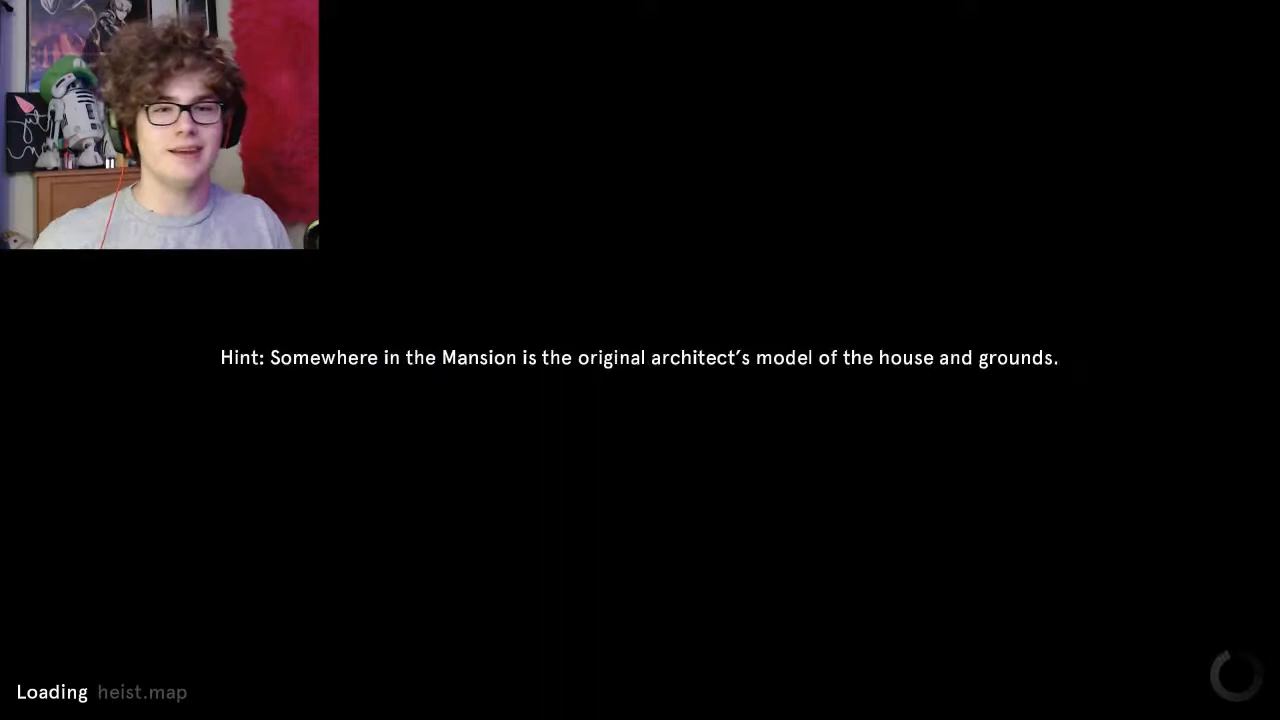 Hint: Somewhere in the Mansion is the original architect’s model of the house and grounds.
Loading heist.map